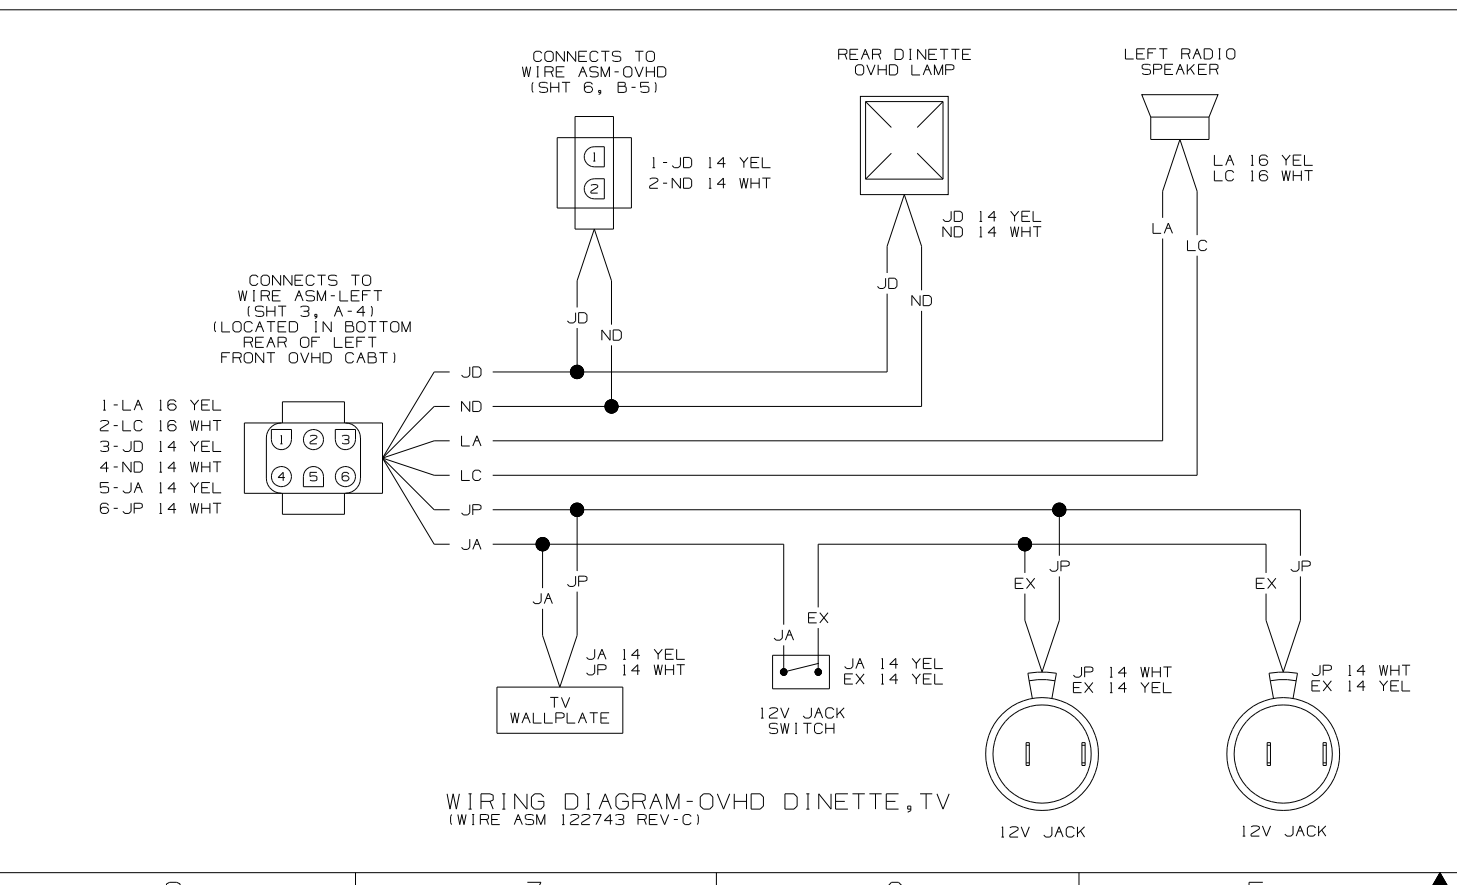 CONNECTS TO
WIRE ASM-OVHD
(SHT 6, B-5)
1
2
1-JD 14 YEL
2-ND 14 WHT
REAR DINETTE
OVHD LAMP
JD 14 YEL
ND 14 WHT
LEFT RADIO
SPEAKER
LA 16 YEL
LC 16 WHT
LA
LC
JD
ND
JD
ND
CONNECTS TO
WIRE ASM-LEFT
(SHT 3, A-4)
(LOCATED IN BOTTOM
REAR OF LEFT
FRONT OVHD CABT)
1-LA 16 YEL
2-LC 16 WHT
3-JD 14 YEL
4-ND 14 WHT
5-JA 14 YEL
6-JP 14 WHT
1 2 3
4 5 6
JD
ND
LA
LC
JP
JA
JP
JA
JA 14 YEL
JP 14 WHT
TV
WALLPLATE
EX
JA
JA 14 YEL
EX 14 YEL
12V JACK
SWITCH
JP
EX
JP 14 WHT
EX 14 YEL
12V JACK
JP
EX
JP 14 WHT
EX 14 YEL
12V JACK
WIRING DIAGRAM-OVHD DINETTE,TV
(WIRE ASM 122743 REV-C)